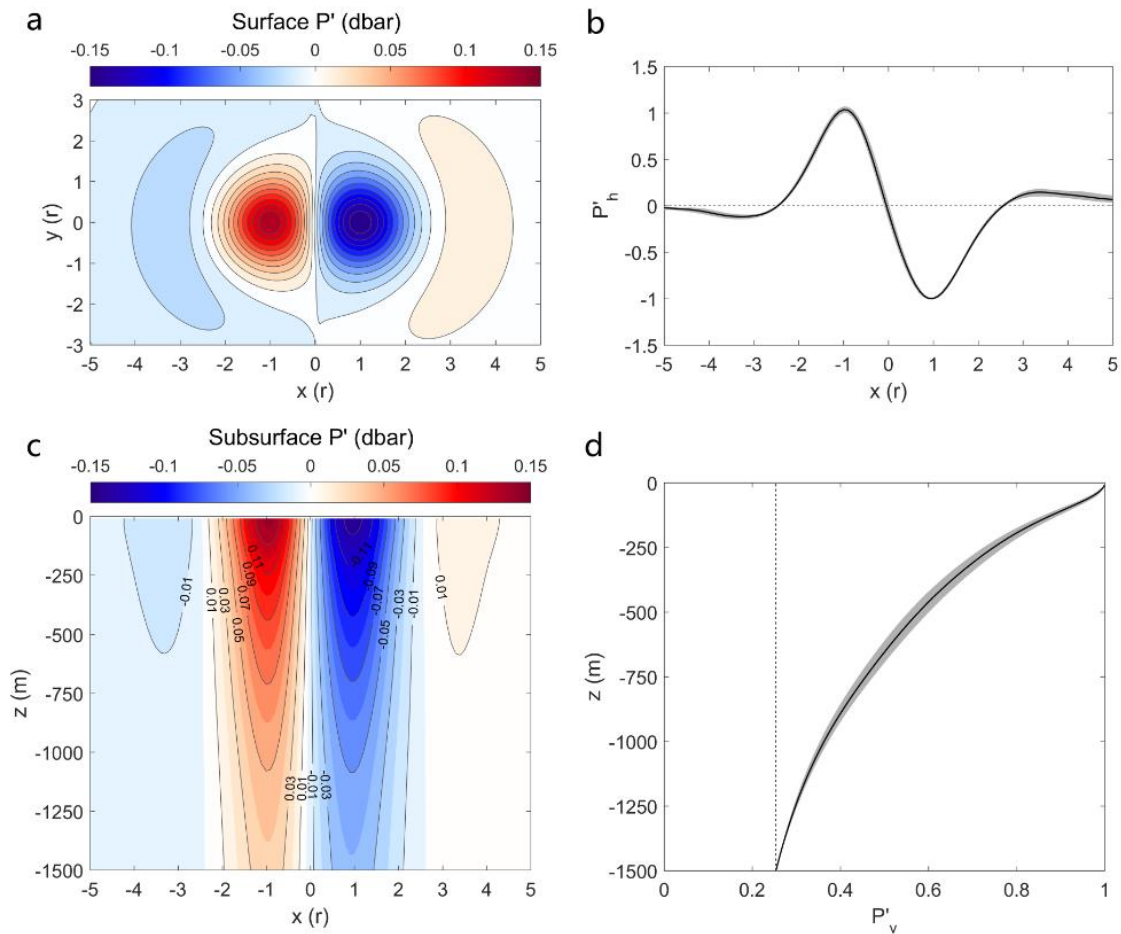 a
Surface P' (dbar)
-0.15 -0.1 -0.05 0 0.05 0.1 0.15
3
2
1
0
-1
-2
-3
y (r)
-5 -4 -3 -2 -1 0 1 2 3 4 5
x (r)
b
1.5
1
0.5
0
-0.5
-1
-1.5
P'h
-5 -4 -3 -2 -1 0 1 2 3 4 5
x (r)
c
Subsurface P' (dbar)
-0.15 -0.1 -0.05 0 0.05 0.1 0.15
0
-250
-500
-750
-1000
-1250
-1500
z (m)
-0.01
0.01
0.03
0.05
0.07
0.09
0.11
-0.11
-0.09
-0.07
-0.05
-0.03
-0.01
0.01
0.03
0.01
-0.01
-0.03
-5 -4 -3 -2 -1 0 1 2 3 4 5
x (r)
d
0
-250
-500
-750
-1000
-1250
-1500
z (m)
0 0.2 0.4 0.6 0.8 1
P'v